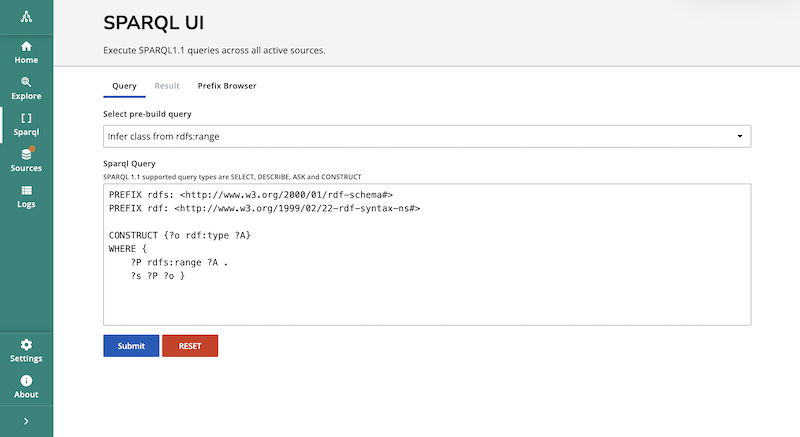 SPARQL UI
Execute SPARQL1.1 queries across all active sources.
Home
Explore
Sparql
Sources
Logs
Settings
About
Query Result Prefix Browser
Select pre-build query
Infer class from rdfs:range
Sparql Query
SPARQL 1.1 supported query types are SELECT, DESCRIBE, ASK and CONSTRUCT
PREFIX rdfs: <http://www.w3.org/2000/01/rdf-schema#>
PREFIX rdf: <http://www.w3.org/1999/02/22-rdf-syntax-ns#>
CONSTRUCT {?o rdf:type ?A}
WHERE {
?P rdfs:range ?A .
?s ?P ?o }
Submit RESET